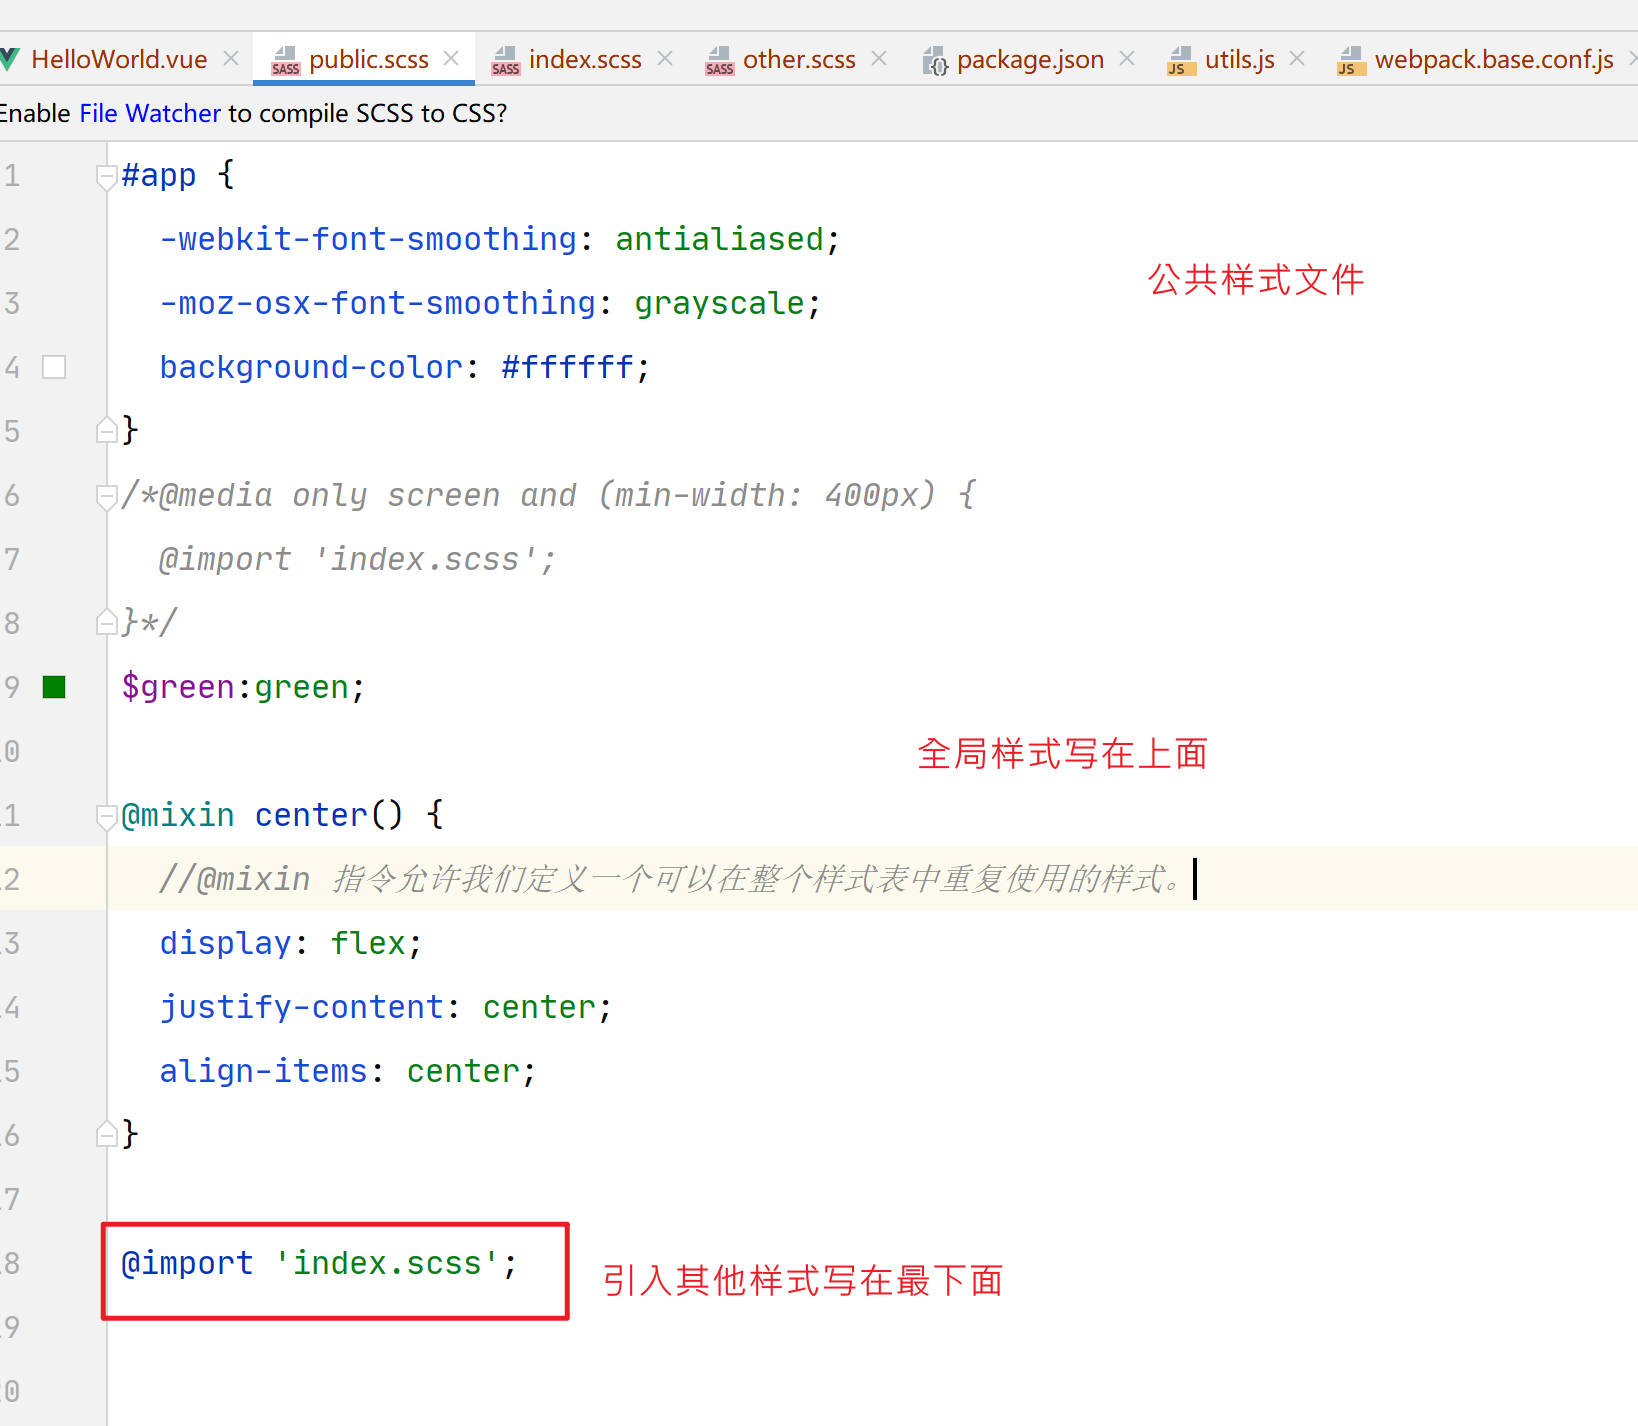 HelloWorld.vue public.scss index.scss other.scss package.json utils.js webpack.base.conf.js
Enable File Watcher to compile SCSS to CSS?
1 #app {
2 -webkit-font-smoothing: antialiased;
公共样式文件
3 -moz-osx-font-smoothing: grayscale;
4 background-color: #ffffff;
5 }
6 /*@media only screen and (min-width: 400px) {
7 @import 'index.scss';
8 }*/
9 $green:green;
0
全局样式写在上面
1 @mixin center() {
2 //@mixin 指令允许我们定义一个可以在整个样式表中重复使用的样式。
3 display: flex;
4 justify-content: center;
5 align-items: center;
6 }
7
8 @import 'index.scss';
引入其他样式写在最下面
9
0